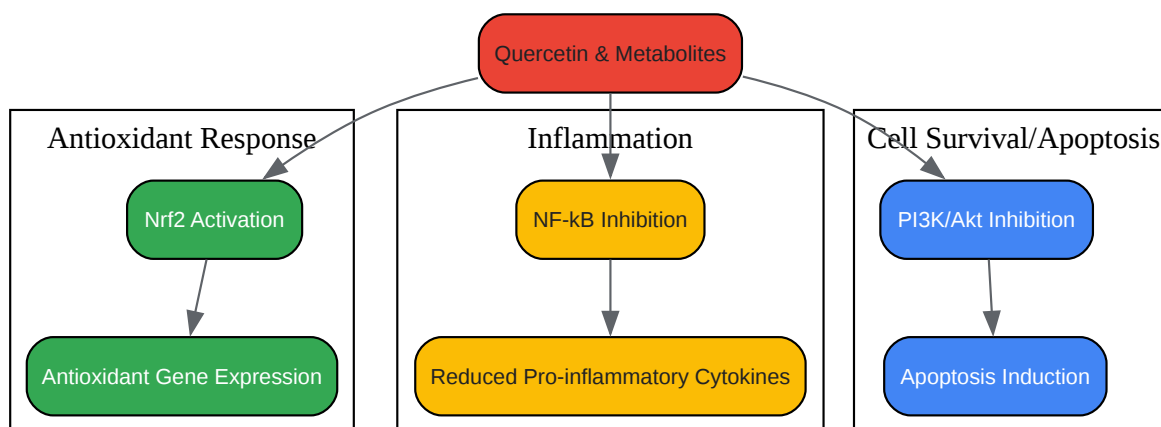 Quercetin & Metabolites
Antioxidant Response
Inflammation
Cell Survival/Apoptosis
Nrf2 Activation
NF-kB Inhibition
PI3K/Akt Inhibition
Antioxidant Gene Expression
Reduced Pro-inflammatory Cytokines
Apoptosis Induction